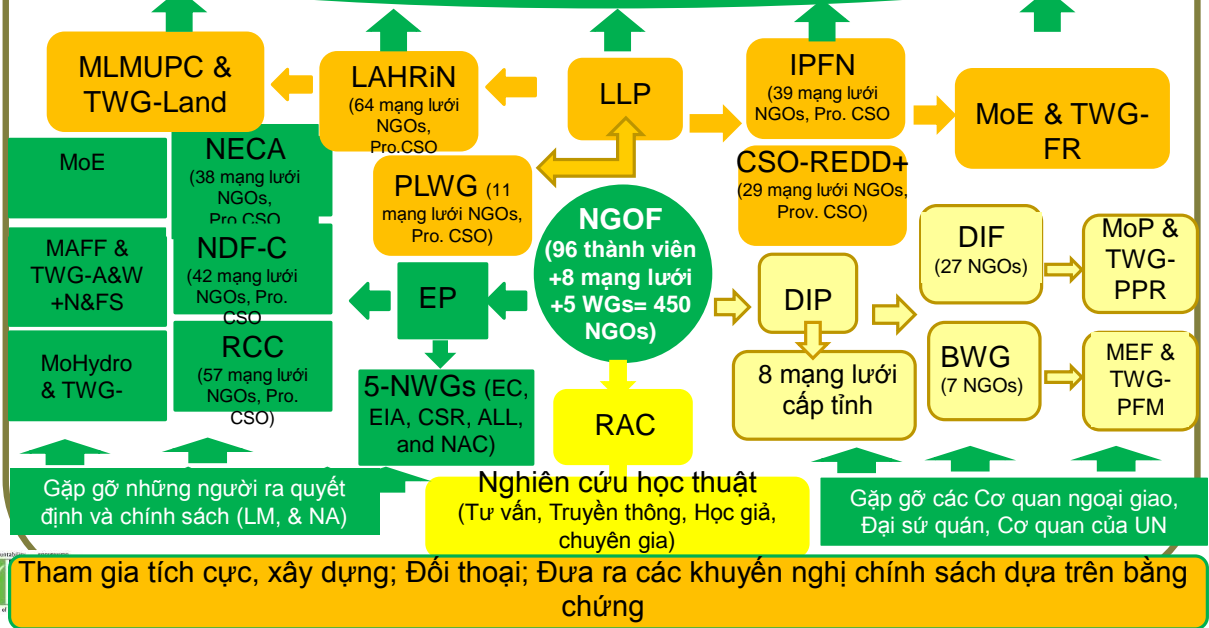 MLMUPC &
TWG-Land
LAHRiN
(64 mạng lưới
NGOs,
Pro.CSO
LLP
IPFN
(39 mạng lưới
NGOs, Pro. CSO
MoE & TWG-
FR
MoE
NECA
(38 mạng lưới
NGOs,
Pro.CSO
PLWG (11
mạng lưới NGOs,
Pro. CSO)
CSO-REDD+
(29 mạng lưới NGOs,
Prov. CSO)
MAFF &
TWG-A&W
+N&FS
NDF-C
(42 mạng lưới
NGOs, Pro.
CSO
EP
NGOF
(96 thành viên
+8 mạng lưới
+5 WGs= 450
NGOs)
DIP
DIF
(27 NGOs)
MoP &
TWG-
PPR
MoHydro
& TWG-
RCC
(57 mạng lưới
NGOs, Pro.
CSO)
5-NWGs (EC,
EIA, CSR, ALL,
and NAC)
RAC
8 mạng lưới
cấp tỉnh
BWG
(7 NGOs)
MEF &
TWG-
PFM
Gặp gỡ những người ra quyết
định và chính sách (LM, & NA)
Nghiên cứu học thuật
(Tư vấn, Truyền thông, Học giả,
chuyên gia)
Gặp gỡ các Cơ quan ngoại giao,
Đại sứ quán, Cơ quan của UN
Tham gia tích cực, xây dựng; Đối thoại; Đưa ra các khuyến nghị chính sách dựa trên bằng
chứng